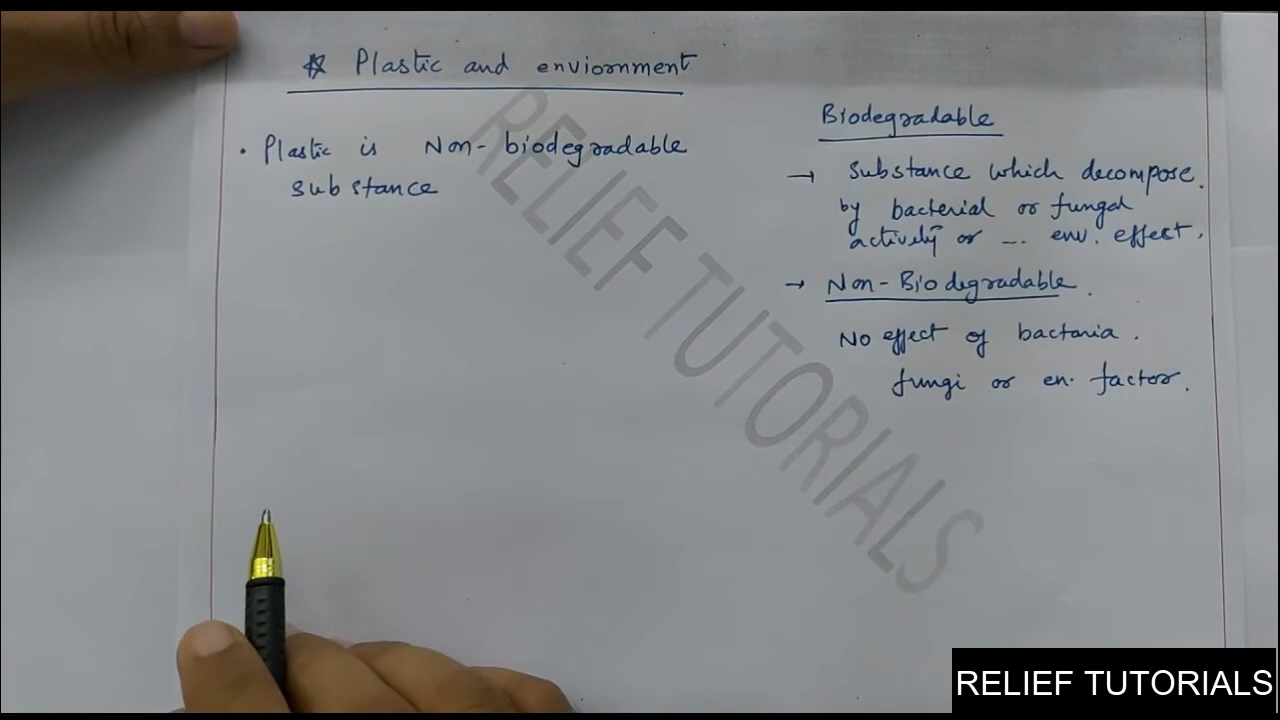 ☆ Plastic and enviornment
• Plastic is Non-biodegradable
substance
Biodegradable
→ substance which decompose.
by bacterial or fungal
activity or ... env. effect.
→ Non-Biodegradable.
No effect of bactaria.
fungi or en. factor.
RELIEF TUTORIALS
RELIEF TUTORIALS